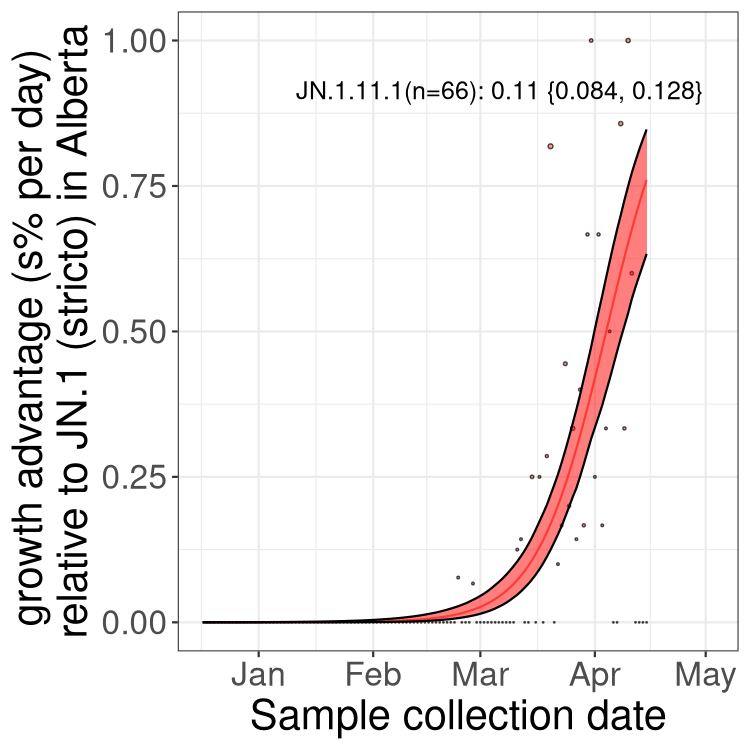 growth advantage (s% per day)
relative to JN.1 (stricto) in Alberta
1.00
0.75
0.50
0.25
0.00
JN.1.11.1(n=66): 0.11 {0.084, 0.128}
Jan Feb Mar Apr May
Sample collection date